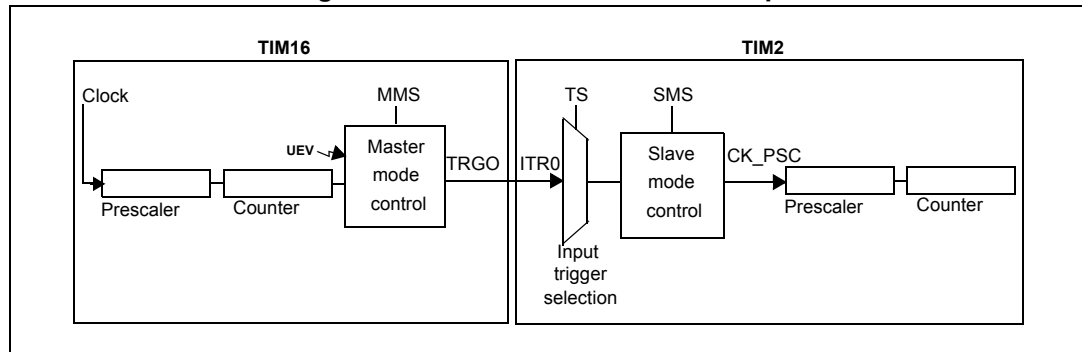 TIM16
TIM2
Clock
MMS
TS
SMS
UEV
Master
mode
control
TRGO
ITR0
Slave
mode
control
CK_PSC
Prescaler
Counter
Prescaler
Counter
Input
trigger
selection